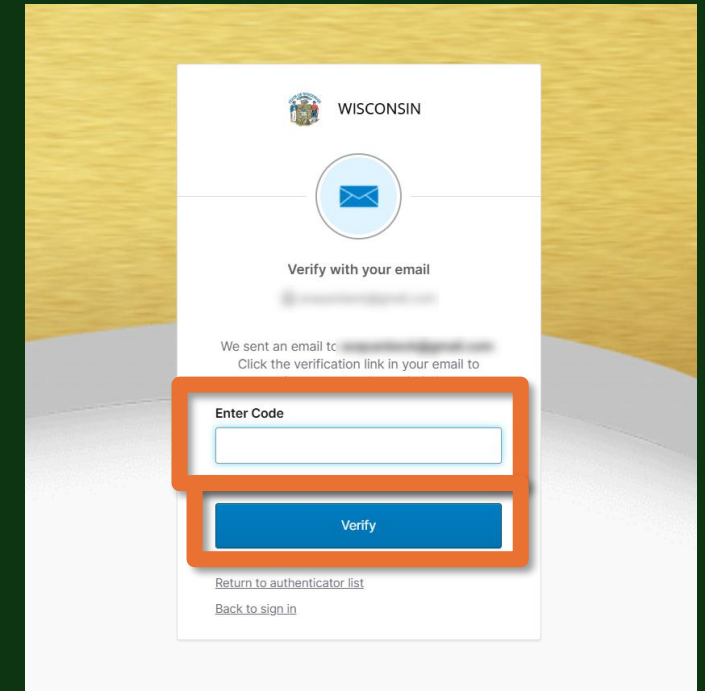 WISCONSIN
Verify with your email
We sent an email to
Click the verification link in your email to
Enter Code
Verify
Return to authenticator list
Back to sign in